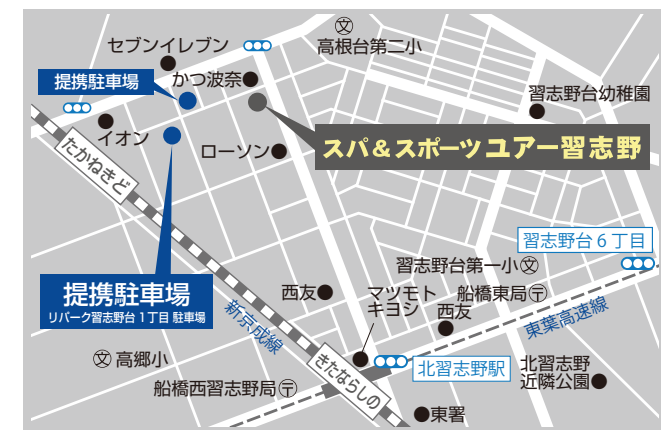 セブンイレブン
高根台第二小
提携駐車場
かつ波奈
習志野台幼稚園
イオン
ローソン
スパ&スポーツ ユアー習志野
たかねきど
習志野台6丁目
習志野台第一小
提携駐車場
リパーク習志野台1丁目 駐車場
西友
マツモト
キヨシ
船橋東局
西友
新京成線
東葉高速線
高郷小
きたならしの
北習志野駅
北習志野
近隣公園
船橋西習志野局
東署